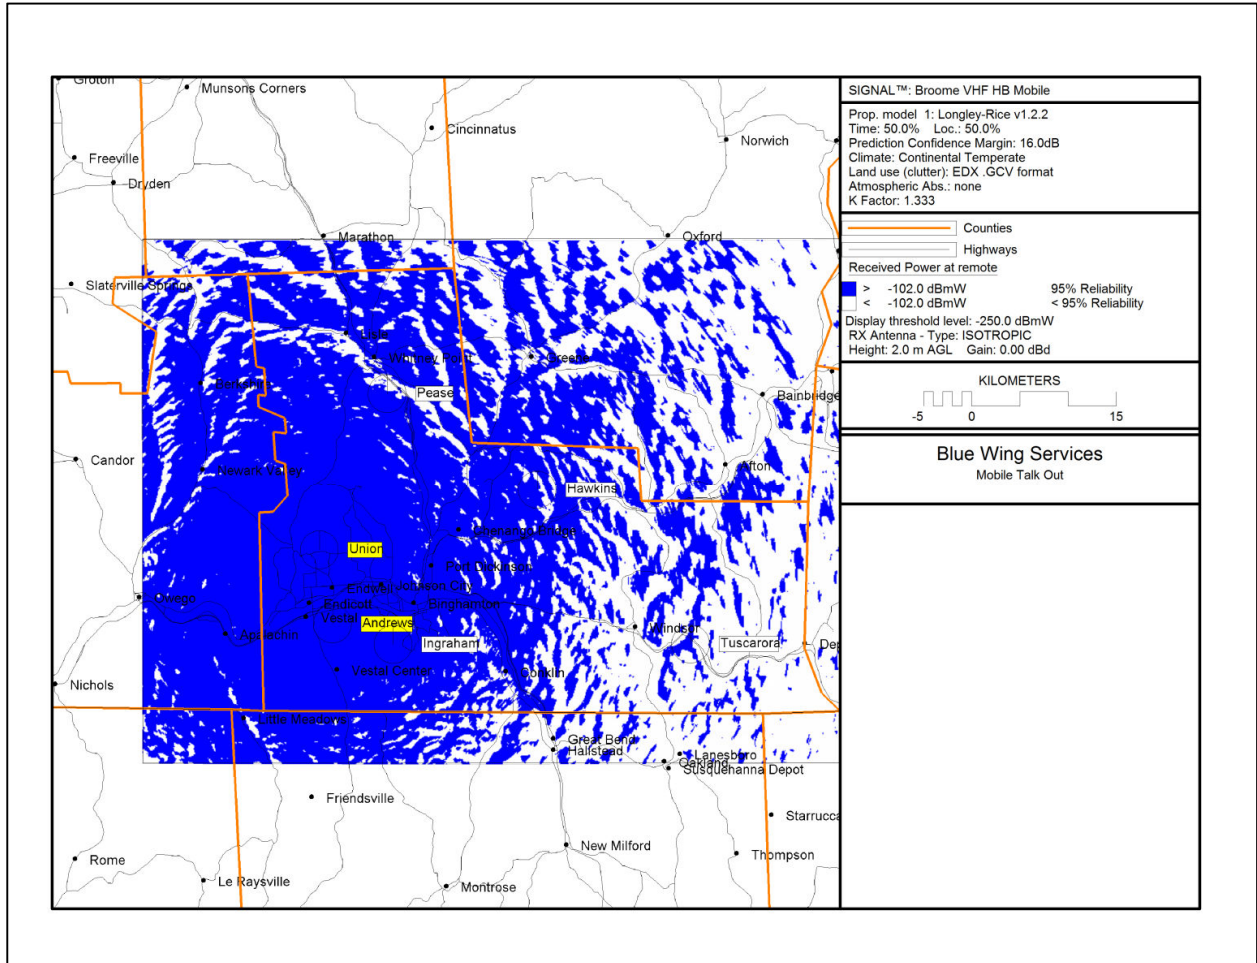 Groton
Munsons Corners
Cincinnatus
Norwich
Freeville
Dryden
Marathon
Oxford
Slaterville Springs
Lisle
Whitney Point
Greene
Berkshire
Pease
Bainbridge
Candor
Newark Valley
Afton
Hawkins
Chenango Bridge
Union
Port Dickinson
Endwell
Johnson City
Owego
Endicott
Binghamton
Vestal
Andrews
Apalachin
Windsor
Ingraham
Tuscarora
Dep
Vestal Center
Conklin
Nichols
Little Meadows
Great Bend
Hallstead
Lanesboro
Oakland
Susquehanna Depot
Friendsville
Starrucca
New Milford
Thompson
Rome
Le Raysville
Montrose
SIGNAL™: Broome VHF HB Mobile
Prop. model 1: Longley-Rice v1.2.2
Time: 50.0% Loc.: 50.0%
Prediction Confidence Margin: 16.0dB
Climate: Continental Temperate
Land use (clutter): EDX .GCV format
Atmospheric Abs.: none
K Factor: 1.333
Counties
Highways
Received Power at remote
> -102.0 dBmW 95% Reliability
< -102.0 dBmW < 95% Reliability
Display threshold level: -250.0 dBmW
RX Antenna - Type: ISOTROPIC
Height: 2.0 m AGL Gain: 0.00 dBd
KILOMETERS
-5 0 15
Blue Wing Services
Mobile Talk Out